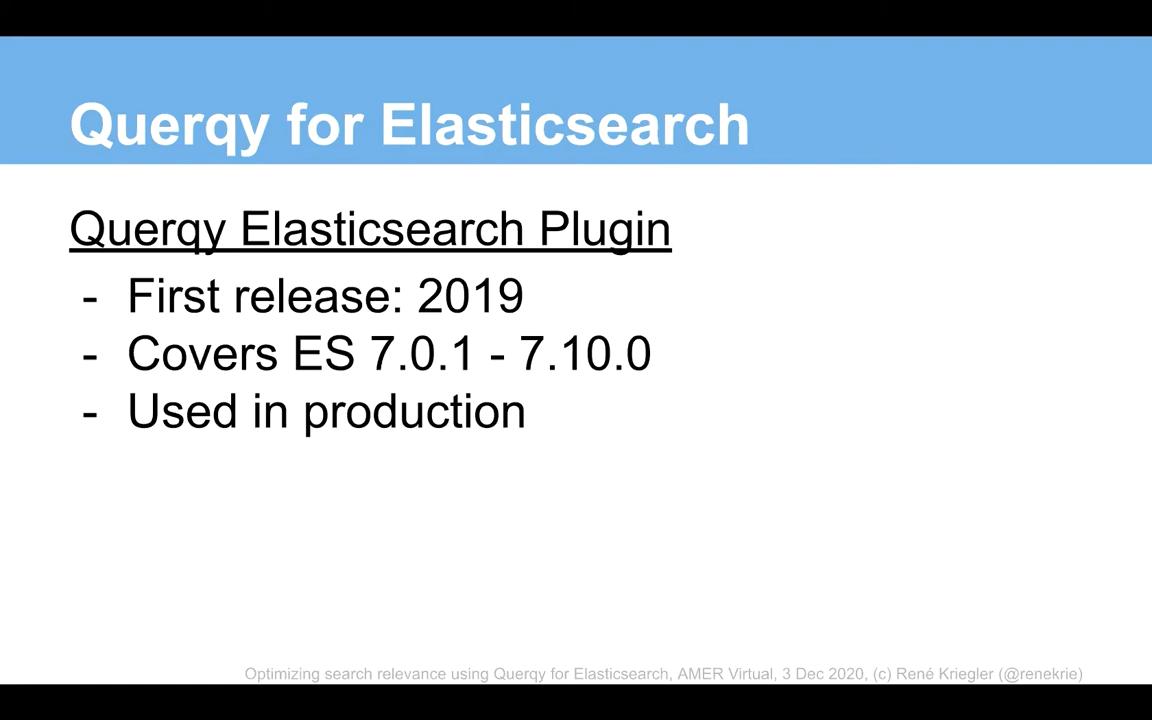 Querqy for Elasticsearch
Querqy Elasticsearch Plugin
- First release: 2019
- Covers ES 7.0.1 - 7.10.0
- Used in production
Optimizing search relevance using Querqy for Elasticsearch, AMER Virtual, 3 Dec 2020, (c) René Kriegler (@renekrie)